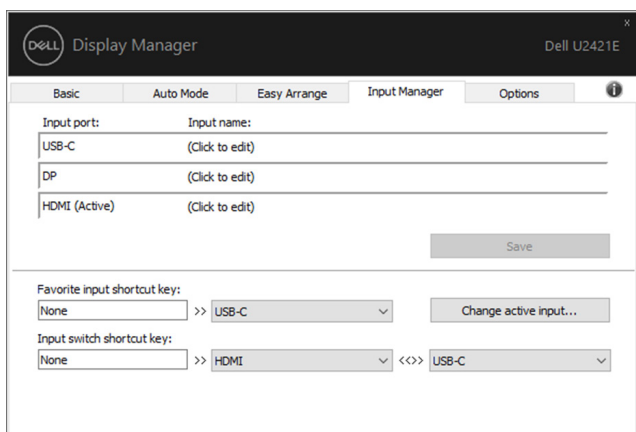 DELL Display Manager Dell U2421E
x
Basic Auto Mode Easy Arrange Input Manager Options i
Input port: Input name:
USB-C (Click to edit)
DP (Click to edit)
HDMI (Active) (Click to edit)
Save
Favorite input shortcut key:
None >> USB-C Change active input...
Input switch shortcut key:
None >> HDMI <<>> USB-C